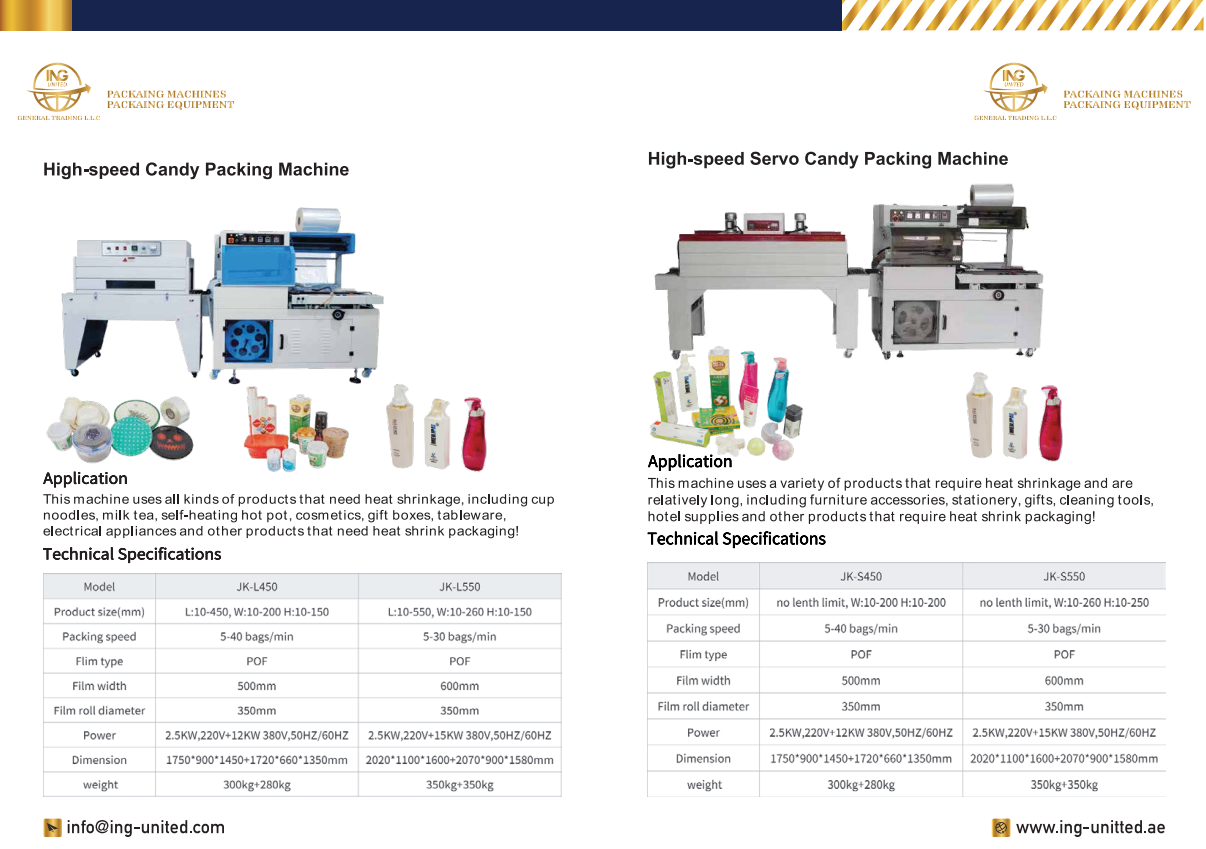 ING
UNITED
GENERAL TRADING L.L.C
PACKAING MACHINES
PACKAING EQUIPMENT
High-speed Candy Packing Machine
Application
This machine uses all kinds of products that need heat shrinkage, including cup
noodles, milk tea, self-heating hot pot, cosmetics, gift boxes, tableware,
electrical appliances and other products that need heat shrink packaging!
Technical Specifications
Model JK-L450 JK-L550
Product size(mm) L:10-450, W:10-200 H:10-150 L:10-550, W:10-260 H:10-150
Packing speed 5-40 bags/min 5-30 bags/min
Flim type POF POF
Film width 500mm 600mm
Film roll diameter 350mm 350mm
Power 2.5KW,220V+12KW 380V,50HZ/60HZ 2.5KW,220V+15KW 380V,50HZ/60HZ
Dimension 1750*900*1450+1720*660*1350mm 2020*1100*1600+2070*900*1580mm
weight 300kg+280kg 350kg+350kg
info@ing-united.com
ING
UNITED
GENERAL TRADING L.L.C
PACKAING MACHINES
PACKAING EQUIPMENT
High-speed Servo Candy Packing Machine
Application
This machine uses a variety of products that require heat shrinkage and are
relatively long, including furniture accessories, stationery, gifts, cleaning tools,
hotel supplies and other products that require heat shrink packaging!
Technical Specifications
Model JK-S450 JK-S550
Product size(mm) no lenth limit, W:10-200 H:10-200 no lenth limit, W:10-260 H:10-250
Packing speed 5-40 bags/min 5-30 bags/min
Flim type POF POF
Film width 500mm 600mm
Film roll diameter 350mm 350mm
Power 2.5KW,220V+12KW 380V,50HZ/60HZ 2.5KW,220V+15KW 380V,50HZ/60HZ
Dimension 1750*900*1450+1720*660*1350mm 2020*1100*1600+2070*900*1580mm
weight 300kg+280kg 350kg+350kg
www.ing-unitted.ae